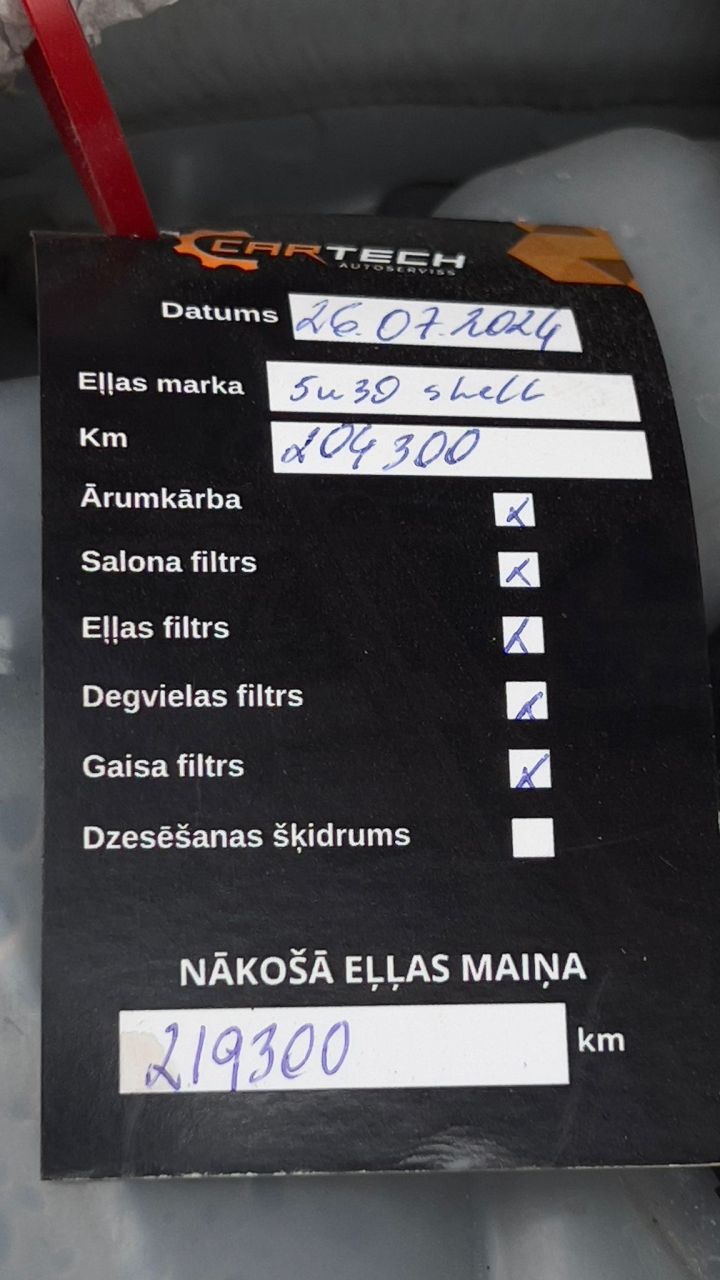 CARTECH
AUTOSERVISS
Datums 26.07.2024
Eļļas marka 5w30 shell
Km 204300
Ārumkārba
Salona filtrs
Eļļas filtrs
Degvielas filtrs
Gaisa filtrs
Dzesēšanas šķidrums
NĀKOŠĀ EĻĻAS MAIŅA
219300 km